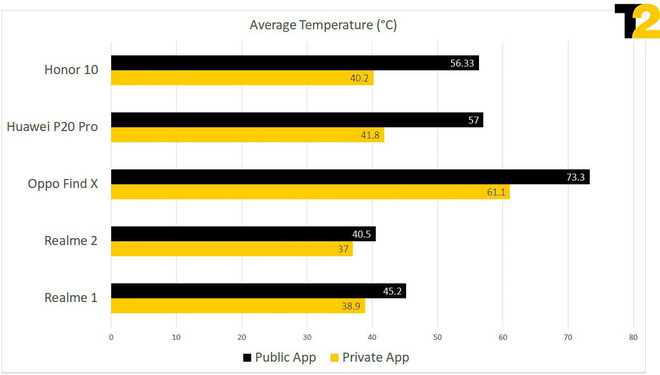 T2
Average Temperature (°C)
Honor 10
56.33
40.2
Huawei P20 Pro
57
41.8
Oppo Find X
73.3
61.1
Realme 2
40.5
37
Realme 1
45.2
38.9
0 10 20 30 40 50 60 70 80
Public App Private App